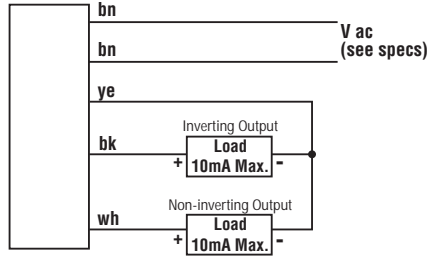 bn
V ac
(see specs)
bn
ye
Inverting Output
bk
Load
+ 10mA Max. -
Non-inverting Output
wh
Load
+ 10mA Max. -